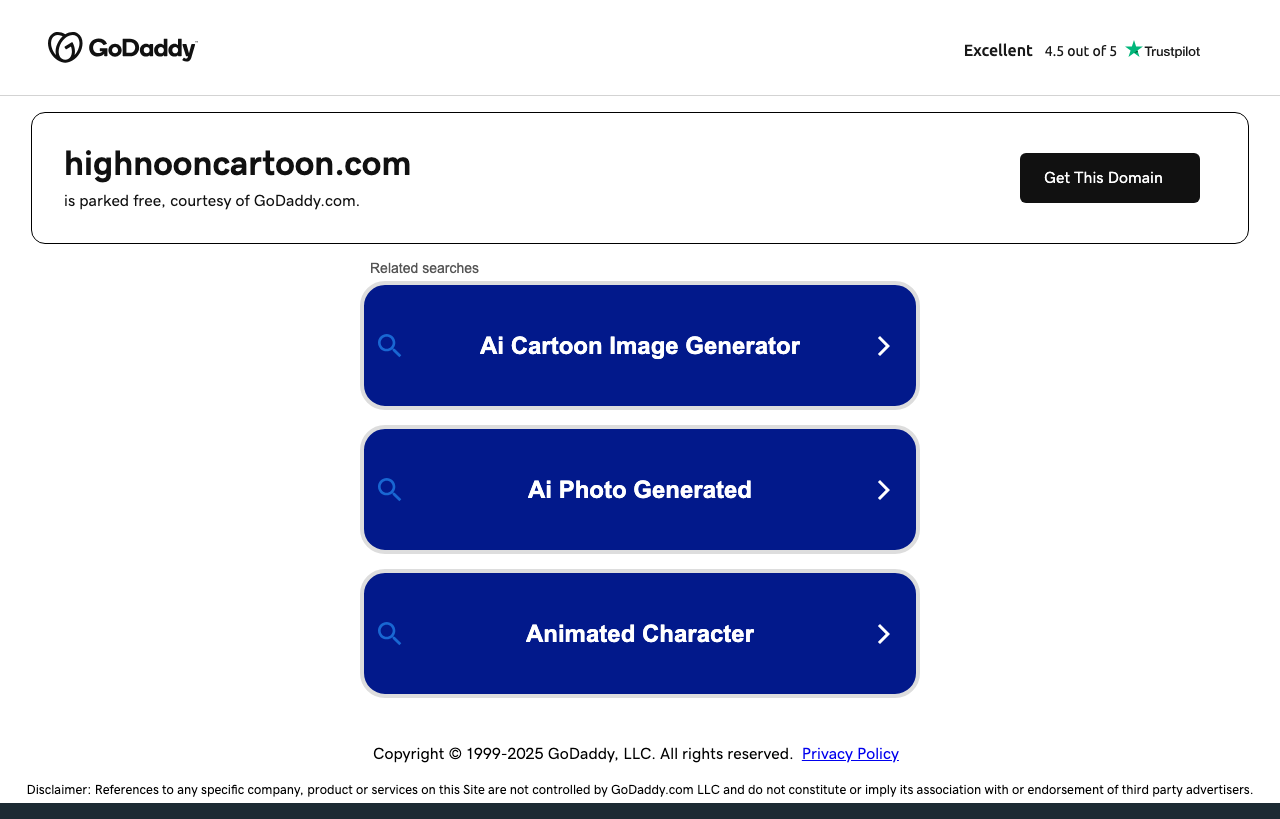 GoDaddy
Excellent 4.5 out of 5 Trustpilot
highnooncartoon.com
is parked free, courtesy of GoDaddy.com.
Get This Domain
Related searches
Ai Cartoon Image Generator
Ai Photo Generated
Animated Character
Copyright © 1999-2025 GoDaddy, LLC. All rights reserved. Privacy Policy
Disclaimer: References to any specific company, product or services on this Site are not controlled by GoDaddy.com LLC and do not constitute or imply its association with or endorsement of third party advertisers.